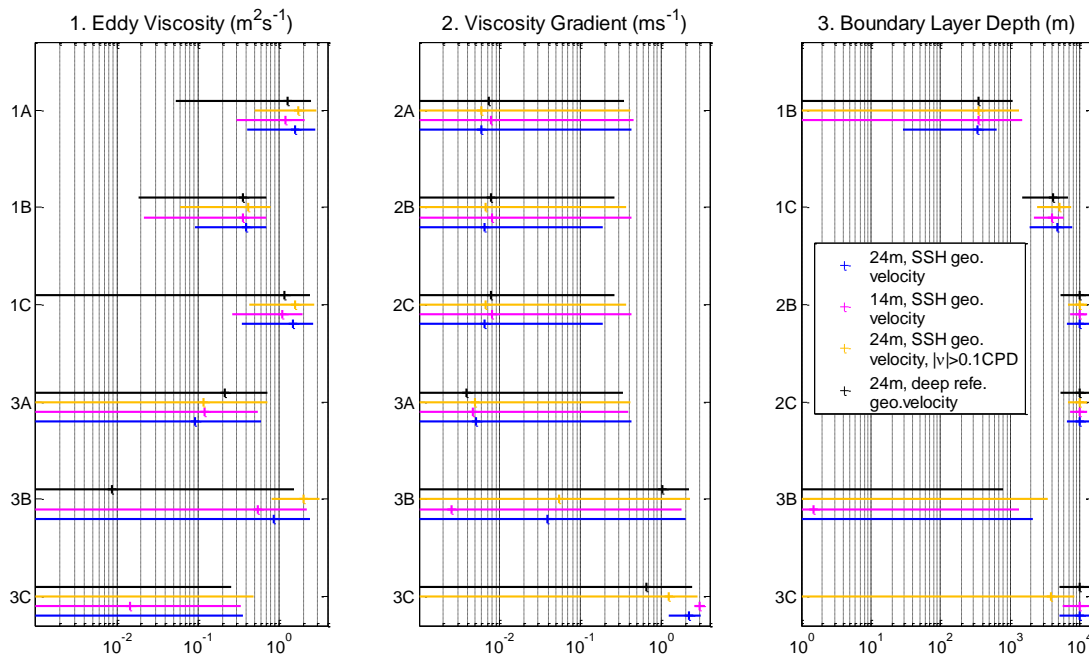 1. Eddy Viscosity (m²s⁻¹)
2. Viscosity Gradient (ms⁻¹)
3. Boundary Layer Depth (m)
1A
1B
1C
3A
3B
3C
10⁻²
10⁻¹
10⁰
2A
2B
2C
3A
3B
3C
10⁻²
10⁻¹
10⁰
1B
1C
2B
2C
3B
3C
10⁰
10¹
10²
10³
10⁴
24m, SSH geo.
velocity
14m, SSH geo.
velocity
24m, SSH geo.
velocity, |ν|>0.1CPD
24m, deep refe.
geo.velocity